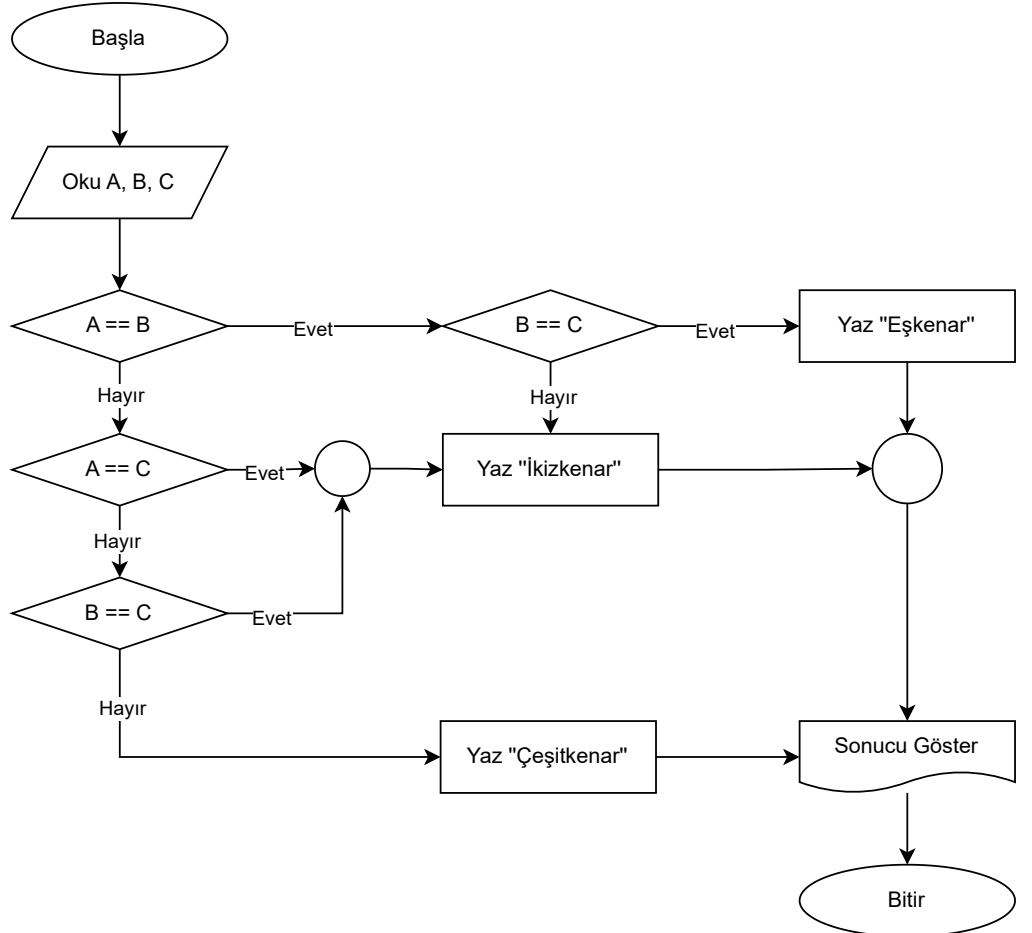 Başla
Oku A, B, C
A == B
Evet
B == C
Evet
Yaz "Eşkenar"
Hayır
Hayır
A == C
Evet
Yaz "İkizkenar"
Hayır
B == C
Evet
Hayır
Yaz "Çeşitkenar"
Sonucu Göster
Bitir